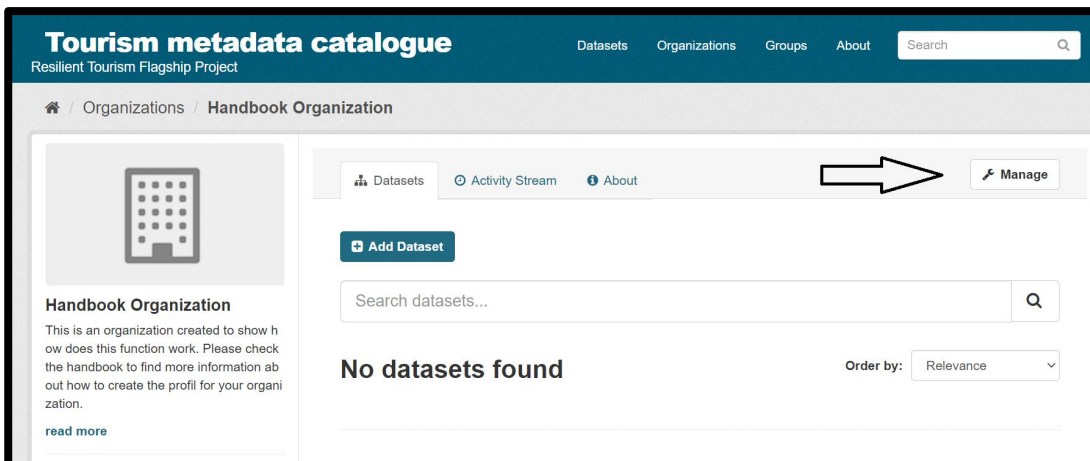 Tourism metadata catalogue
Resilient Tourism Flagship Project
Datasets Organizations Groups About Search
/ Organizations / Handbook Organization
Datasets Activity Stream About
Manage
Add Dataset
Search datasets...
Handbook Organization
This is an organization created to show h
ow does this function work. Please check
the handbook to find more information ab
out how to create the profil for your organi
zation.
read more
No datasets found
Order by: Relevance